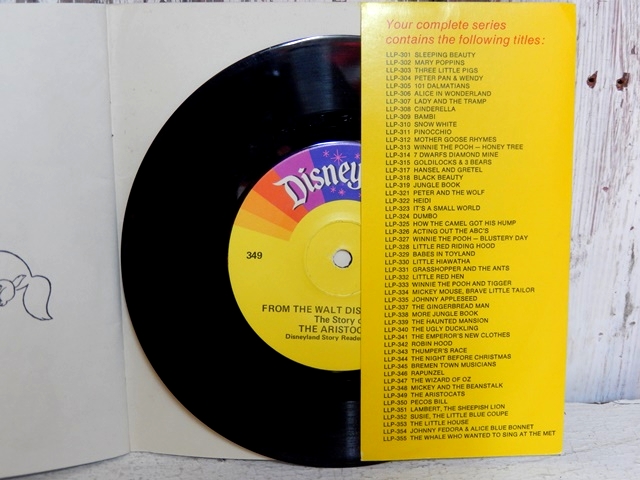 Your complete series
contains the following titles:
LLP-301 SLEEPING BEAUTY
LLP-302 MARY POPPINS
LLP-303 THREE LITTLE PIGS
LLP-304 PETER PAN & WENDY
LLP-305 101 DALMATIANS
LLP-306 ALICE IN WONDERLAND
LLP-307 LADY AND THE TRAMP
LLP-308 CINDERELLA
LLP-309 BAMBI
LLP-310 SNOW WHITE
LLP-311 PINOCCHIO
LLP-312 MOTHER GOOSE RHYMES
LLP-313 WINNIE THE POOH — HONEY TREE
LLP-314 7 DWARFS DIAMOND MINE
LLP-315 GOLDILOCKS & 3 BEARS
LLP-317 HANSEL AND GRETEL
LLP-318 BLACK BEAUTY
LLP-319 JUNGLE BOOK
LLP-321 PETER AND THE WOLF
LLP-322 HEIDI
LLP-323 IT'S A SMALL WORLD
LLP-324 DUMBO
LLP-325 HOW THE CAMEL GOT HIS HUMP
LLP-326 ACTING OUT THE ABC'S
LLP-327 WINNIE THE POOH — BLUSTERY DAY
LLP-328 LITTLE RED RIDING HOOD
LLP-329 BABES IN TOYLAND
LLP-330 LITTLE HIAWATHA
LLP-331 GRASSHOPPER AND THE ANTS
LLP-332 LITTLE RED HEN
LLP-333 WINNIE THE POOH AND TIGGER
LLP-334 MICKEY MOUSE, BRAVE LITTLE TAILOR
LLP-335 JOHNNY APPLESEED
LLP-337 THE GINGERBREAD MAN
LLP-338 MORE JUNGLE BOOK
LLP-339 THE HAUNTED MANSION
LLP-340 THE UGLY DUCKLING
LLP-341 THE EMPEROR'S NEW CLOTHES
LLP-342 ROBIN HOOD
LLP-343 THUMPER'S RACE
LLP-344 THE NIGHT BEFORE CHRISTMAS
LLP-345 BREMEN TOWN MUSICIANS
LLP-346 RAPUNZEL
LLP-347 THE WIZARD OF OZ
LLP-348 MICKEY AND THE BEANSTALK
LLP-349 THE ARISTOCATS
LLP-350 PECOS BILL
LLP-351 LAMBERT, THE SHEEPISH LION
LLP-352 SUSIE, THE LITTLE BLUE COUPE
LLP-353 THE LITTLE HOUSE
LLP-354 JOHNNY FEDORA & ALICE BLUE BONNET
LLP-355 THE WHALE WHO WANTED TO SING AT THE MET
Disney
349
FROM THE WALT DIS
The Story o
THE ARISTOC
Disneyland Story Reade